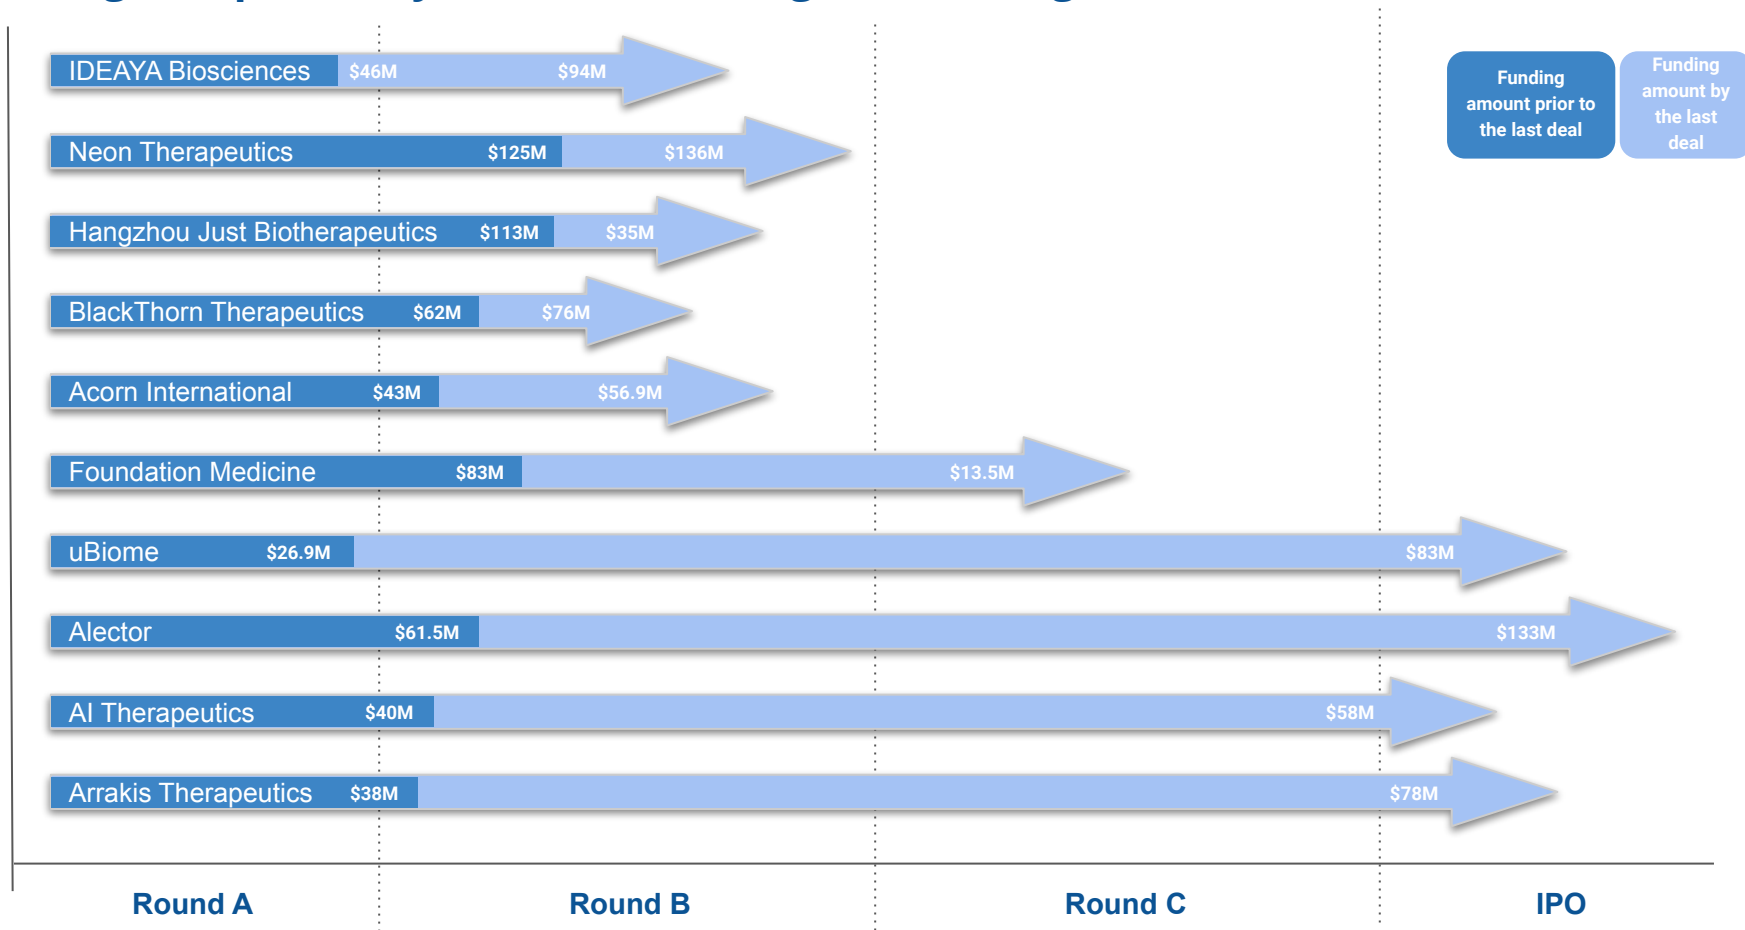 IDEAYA Biosciences $46M $94M
Neon Therapeutics $125M $136M
Hangzhou Just Biotherapeutics $113M $35M
BlackThorn Therapeutics $62M $76M
Acorn International $43M $56.9M
Foundation Medicine $83M $13.5M
uBiome $26.9M $83M
Alector $61.5M $133M
AI Therapeutics $40M $58M
Arrakis Therapeutics $38M $78M
Funding
amount prior to
the last deal
Funding
amount by
the last
deal
Round A Round B Round C IPO